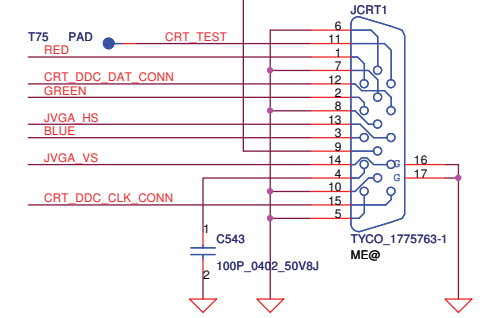 JCRT1
6
T75 PAD CRT_TEST 11
RED 1
7
CRT_DDC_DAT_CONN 12
GREEN 2
8
JVGA_HS 13
BLUE 3
9
JVGA_VS 14 G 16
4 G 17
10
CRT_DDC_CLK_CONN 15
5
1
C543 TYCO_1775763-1
ME@
100P_0402_50V8J
2